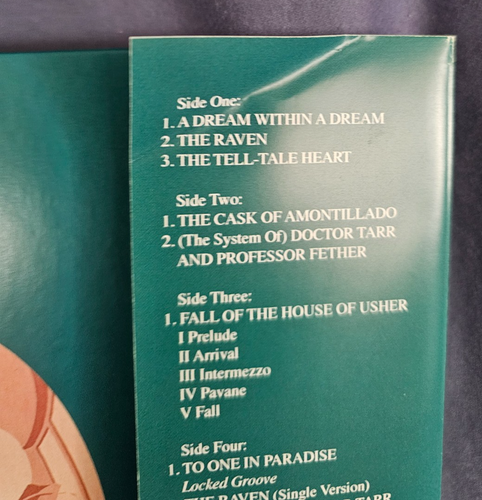 Side One:
1. A DREAM WITHIN A DREAM
2. THE RAVEN
3. THE TELL-TALE HEART
Side Two:
1. THE CASK OF AMONTILLADO
2. (The System Of) DOCTOR TARR
AND PROFESSOR FETHER
Side Three:
1. FALL OF THE HOUSE OF USHER
I Prelude
II Arrival
III Intermezzo
IV Pavane
V Fall
Side Four:
1. TO ONE IN PARADISE
Locked Groove
THE RAVEN (Single Version)
TARR